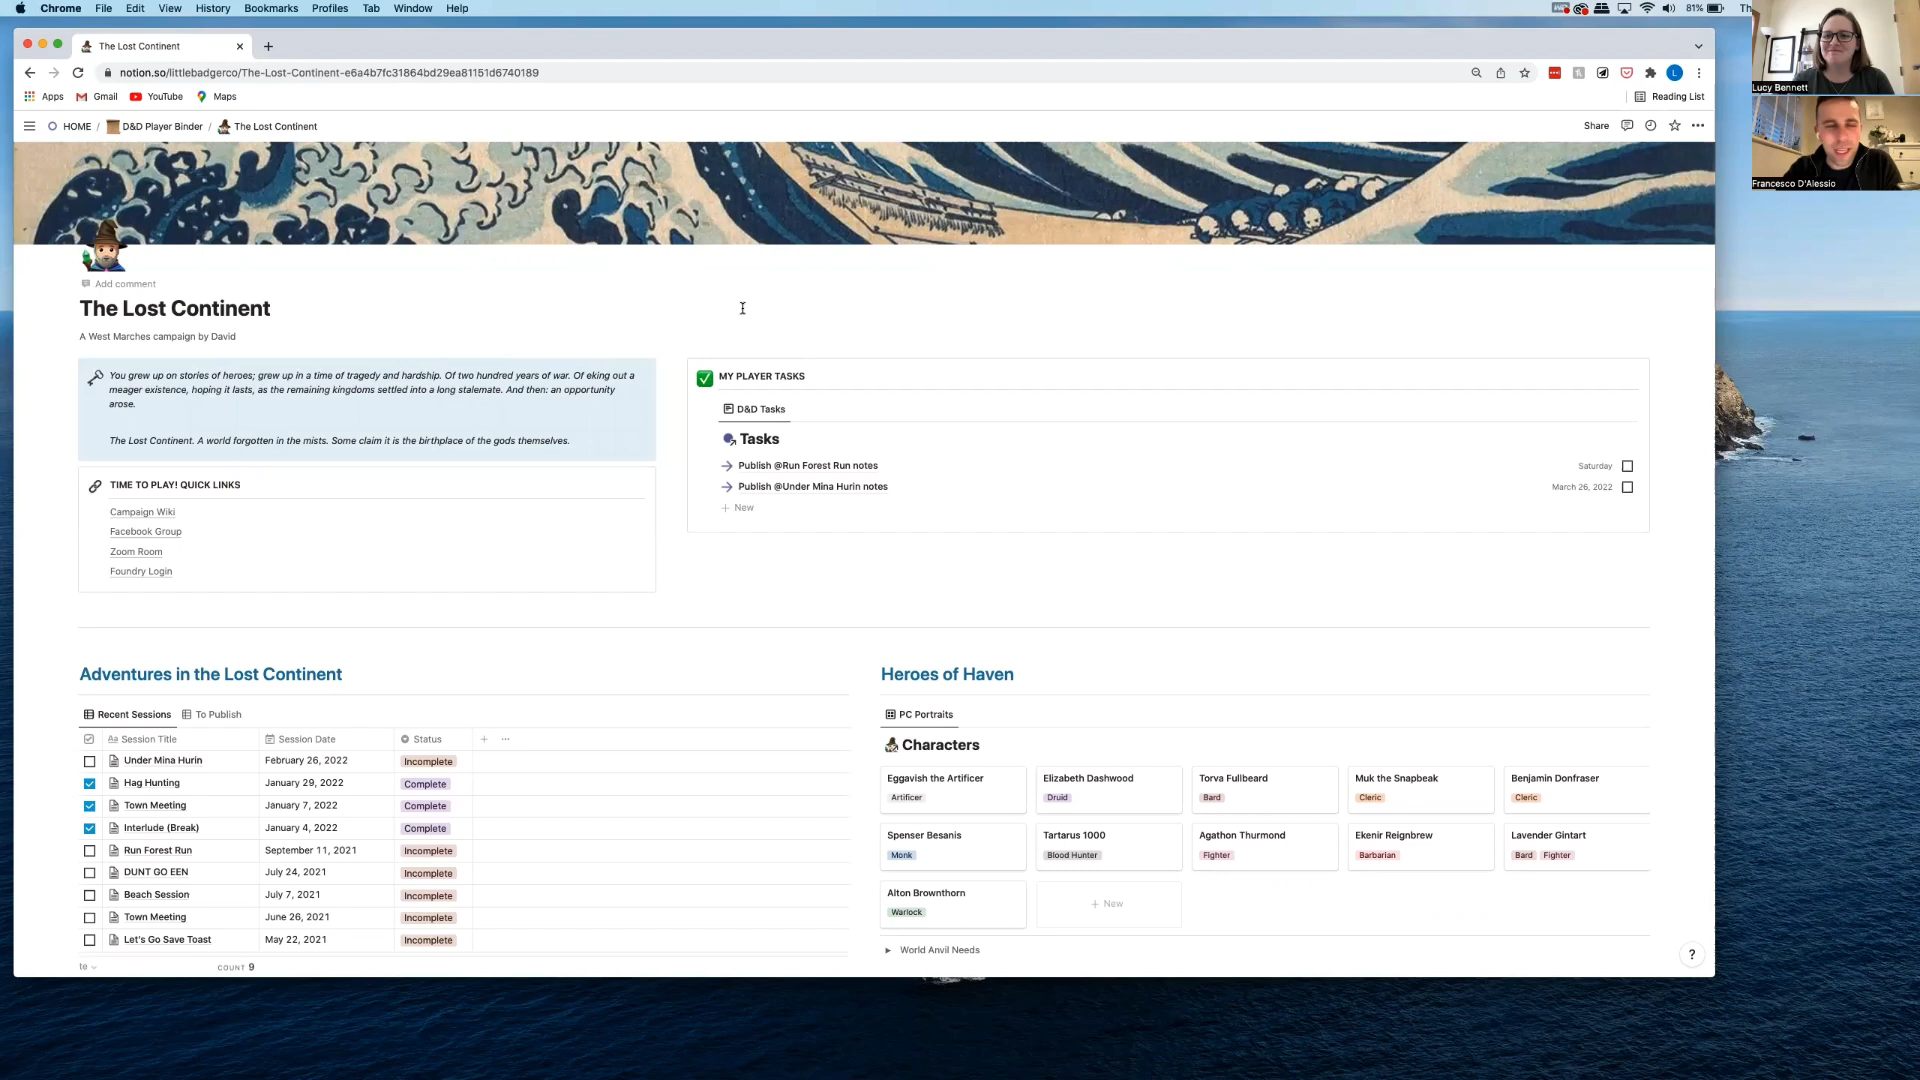 Chrome File Edit View History Bookmarks Profiles Tab Window Help
81% Th
The Lost Continent
notion.so/littlebadgerco/The-Lost-Continent-e6a4b7fc31864bd29ea81151d6740189
L
Apps Gmail YouTube Maps
Reading List
HOME / D&D Player Binder / The Lost Continent
Share
Lucy Bennett
Francesco D'Alessio
Add comment
The Lost Continent
A West Marches campaign by David
You grew up on stories of heroes; grew up in a time of tragedy and hardship. Of two hundred years of war. Of eking out a
meager existence, hoping it lasts, as the remaining kingdoms settled into a long stalemate. And then: an opportunity
arose.
The Lost Continent. A world forgotten in the mists. Some claim it is the birthplace of the gods themselves.
TIME TO PLAY! QUICK LINKS
Campaign Wiki
Facebook Group
Zoom Room
Foundry Login
MY PLAYER TASKS
D&D Tasks
Tasks
Publish @Run Forest Run notes Saturday
Publish @Under Mina Hurin notes March 26, 2022
+ New
Adventures in the Lost Continent
Recent Sessions To Publish
Aa Session Title Session Date Status + ···
Under Mina Hurin February 26, 2022 Incomplete
Hag Hunting January 29, 2022 Complete
Town Meeting January 7, 2022 Complete
Interlude (Break) January 4, 2022 Complete
Run Forest Run September 11, 2021 Incomplete
DUNT GO EEN July 24, 2021 Incomplete
Beach Session July 7, 2021 Incomplete
Town Meeting June 26, 2021 Incomplete
Let's Go Save Toast May 22, 2021 Incomplete
te COUNT 9
Heroes of Haven
PC Portraits
Characters
Eggavish the Artificer
Artificer
Elizabeth Dashwood
Druid
Torva Fullbeard
Bard
Muk the Snapbeak
Cleric
Benjamin Donfraser
Cleric
Spenser Besanis
Monk
Tartarus 1000
Blood Hunter
Agathon Thurmond
Fighter
Ekenir Reignbrew
Barbarian
Lavender Gintart
Bard Fighter
Alton Brownthorn
Warlock
+ New
World Anvil Needs
?